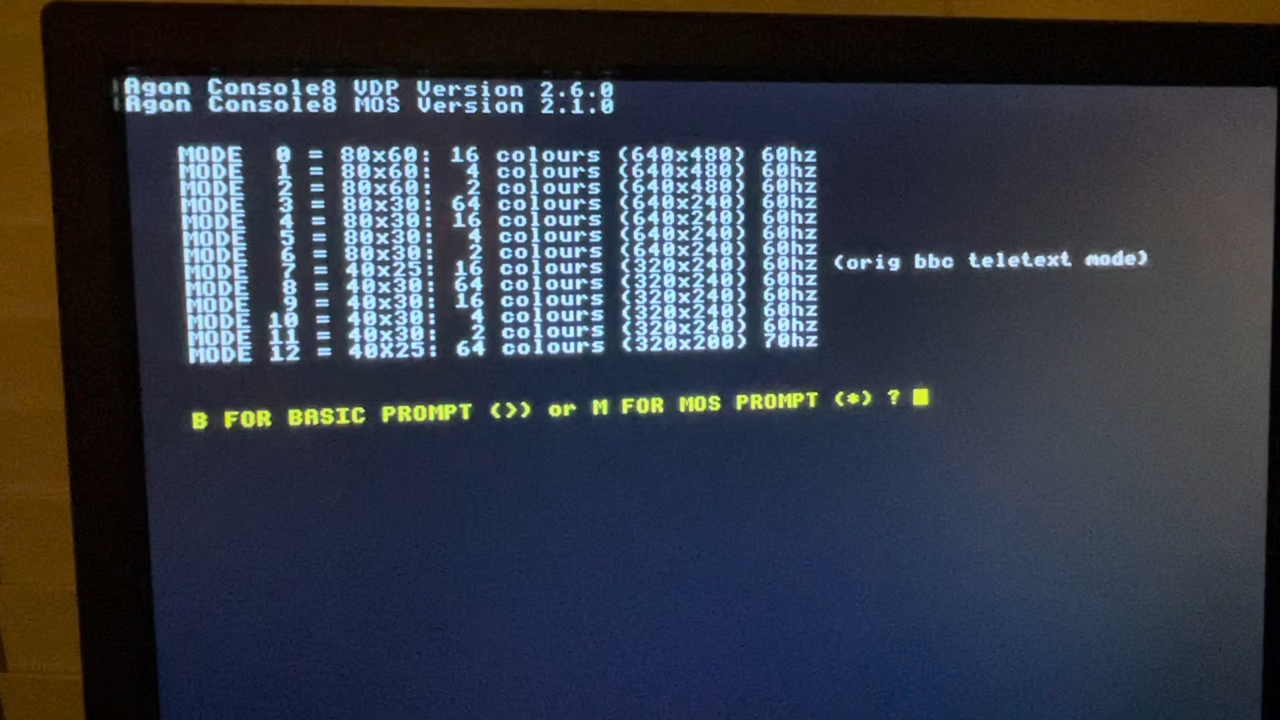 Agon Console8 VDP Version 2.6.0
Agon Console8 MOS Version 2.1.0
MODE 0 = 80x60: 16 colours (640x480) 60hz
MODE 1 = 80x60: 4 colours (640x480) 60hz
MODE 2 = 80x60: 2 colours (640x480) 60hz
MODE 3 = 80x30: 64 colours (640x240) 60hz
MODE 4 = 80x30: 16 colours (640x240) 60hz
MODE 5 = 80x30: 4 colours (640x240) 60hz
MODE 6 = 80x30: 2 colours (640x240) 60hz
MODE 7 = 40x25: 16 colours (320x240) 60hz (orig bbc teletext mode)
MODE 8 = 40x30: 64 colours (320x240) 60hz
MODE 9 = 40x30: 16 colours (320x240) 60hz
MODE 10 = 40x30: 4 colours (320x240) 60hz
MODE 11 = 40x30: 2 colours (320x240) 60hz
MODE 12 = 40X25: 64 colours (320x200) 70hz
B FOR BASIC PROMPT (>) or M FOR MOS PROMPT (*) ?